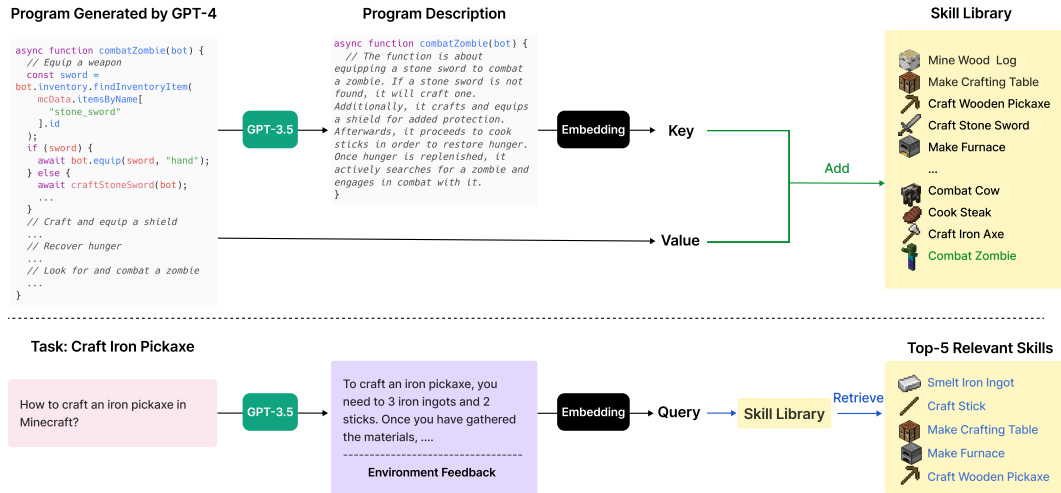 Program Generated by GPT-4
Program Description
Skill Library
async function combatZombie(bot) {
// Equip a weapon
const sword =
bot.inventory.findInventoryItem(
mcData.itemsByName[
"stone_sword"
].id
);
if (sword) {
await bot.equip(sword, "hand");
} else {
await craftStoneSword(bot);
...
}
// Craft and equip a shield
...
// Recover hunger
...
// Look for and combat a zombie
...
}
GPT-3.5
async function combatZombie(bot) {
// The function is about
equipping a stone sword to combat
a zombie. If a stone sword is not
found, it will craft one.
Additionally, it crafts and equips
a shield for added protection.
Afterwards, it proceeds to cook
sticks in order to restore hunger.
Once hunger is replenished, it
actively searches for a zombie and
engages in combat with it.
}
Embedding
Key
Value
Add
Mine Wood Log
Make Crafting Table
Craft Wooden Pickaxe
Craft Stone Sword
Make Furnace
...
Combat Cow
Cook Steak
Craft Iron Axe
Combat Zombie
Task: Craft Iron Pickaxe
Top-5 Relevant Skills
How to craft an iron pickaxe in
Minecraft?
GPT-3.5
To craft an iron pickaxe, you
need to 3 iron ingots and 2
sticks. Once you have gathered
the materials, ....
Environment Feedback
Embedding
Query
Skill Library
Retrieve
Smelt Iron Ingot
Craft Stick
Make Crafting Table
Make Furnace
Craft Wooden Pickaxe